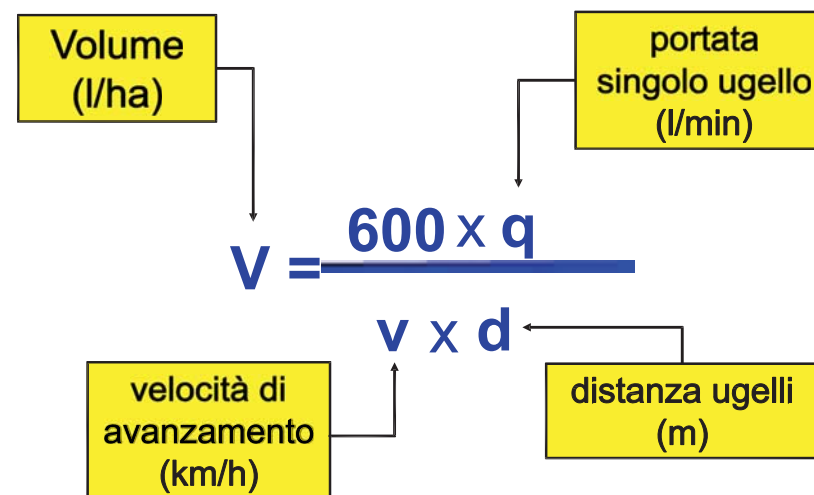 Volume
(l/ha)
portata
singolo ugello
(l/min)
600 x q
V =
v x d
velocità di
avanzamento
(km/h)
distanza ugelli
(m)